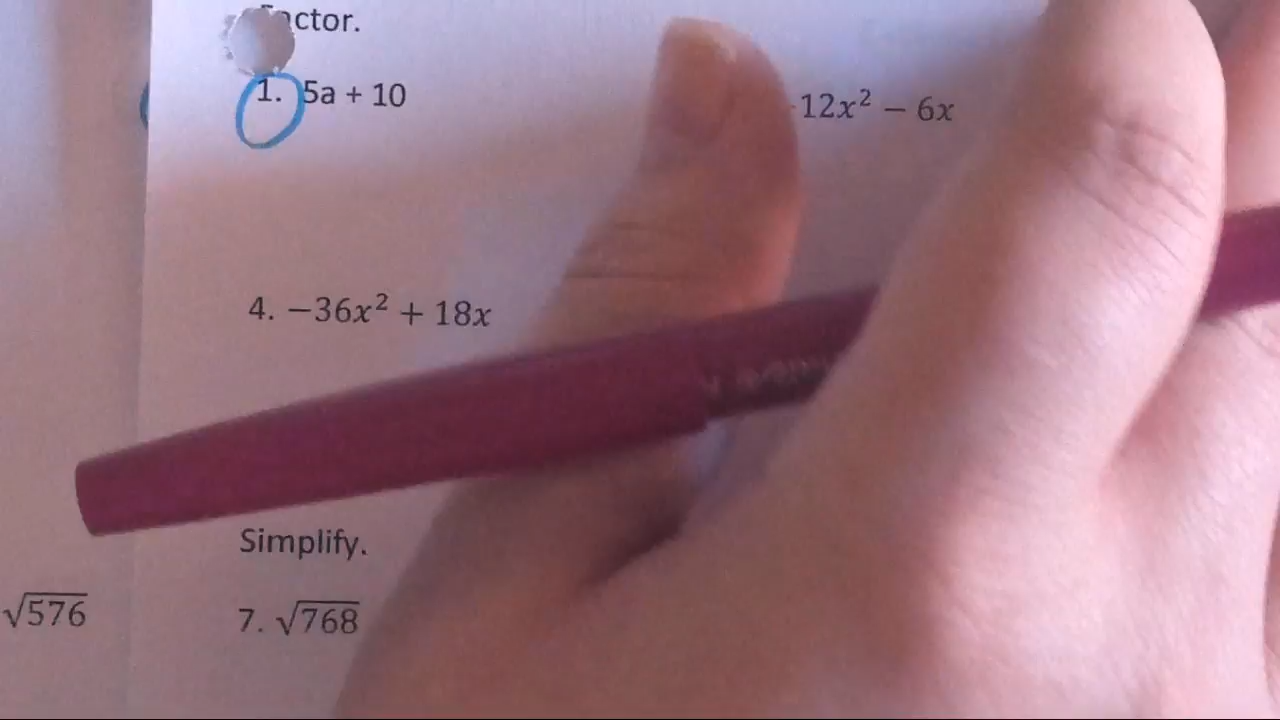 Factor.
1. 5a + 10
12x² − 6x
4. −36x² + 18x
Simplify.
√576
7. √768